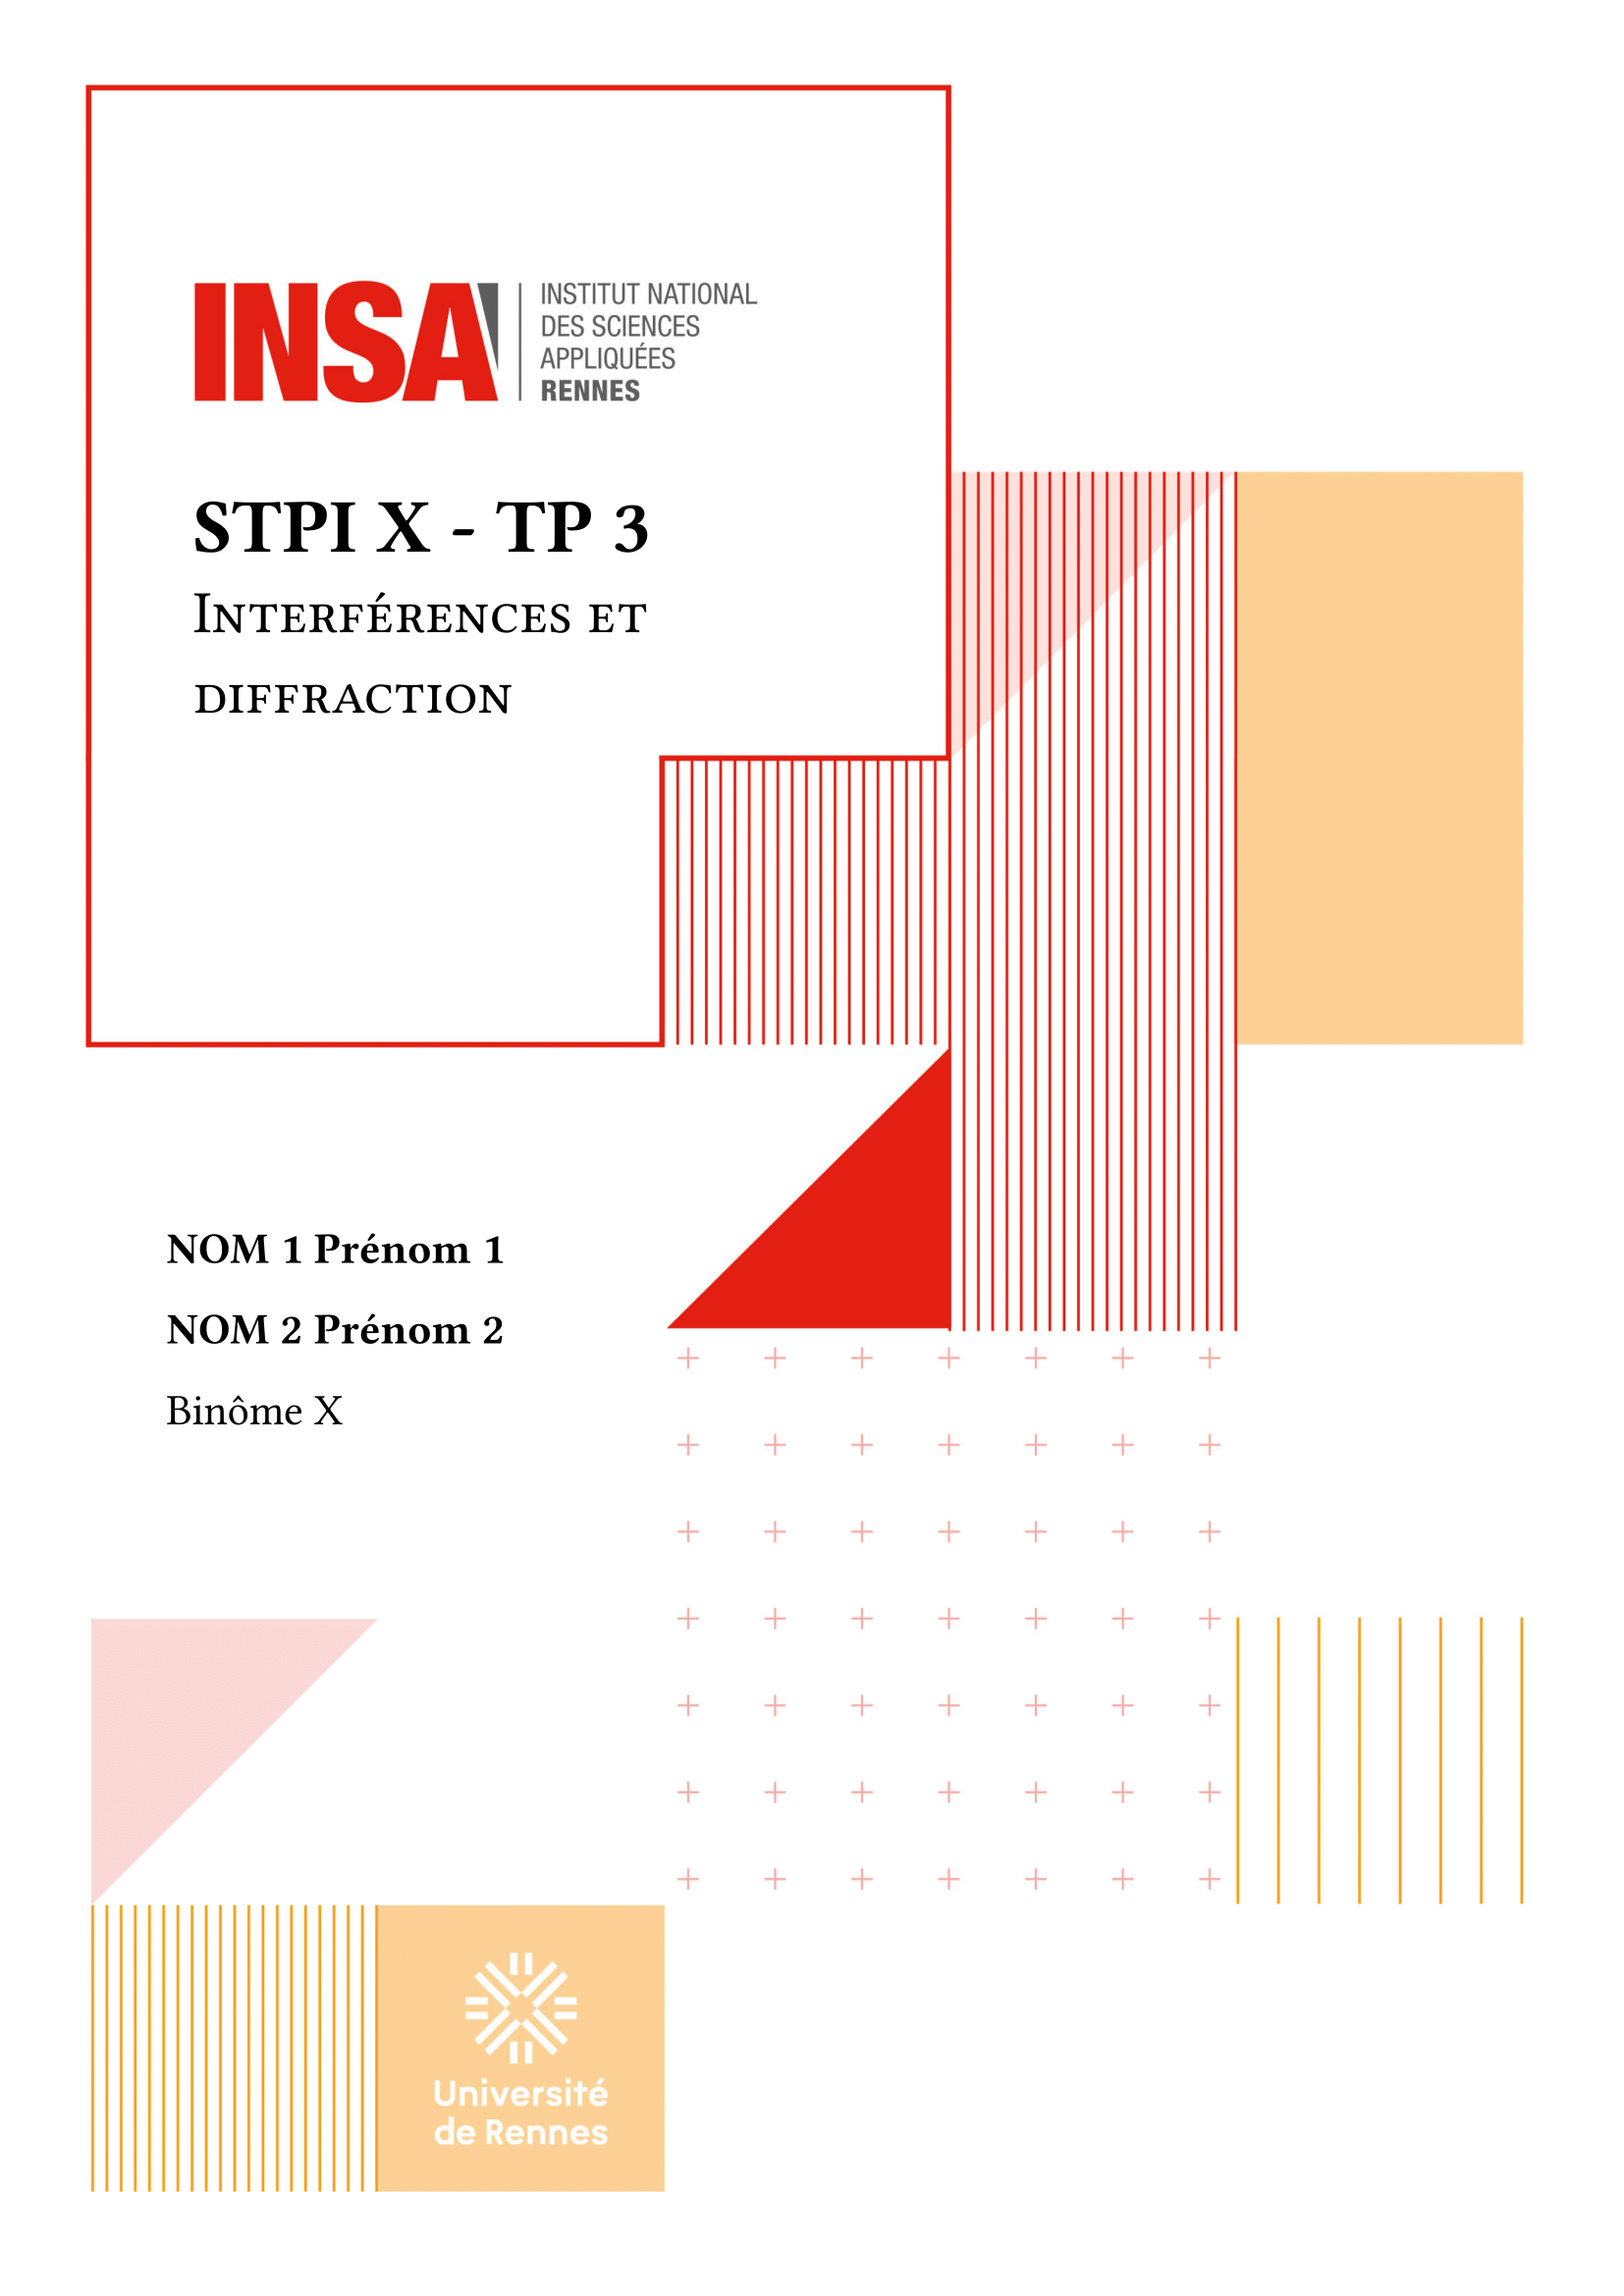 INSA
INSTITUT NATIONAL
DES SCIENCES
APPLIQUÉES
RENNES
STPI X - TP 3
Interférences et
diffraction
NOM 1 Prénom 1
NOM 2 Prénom 2
Binôme X
Université
de Rennes